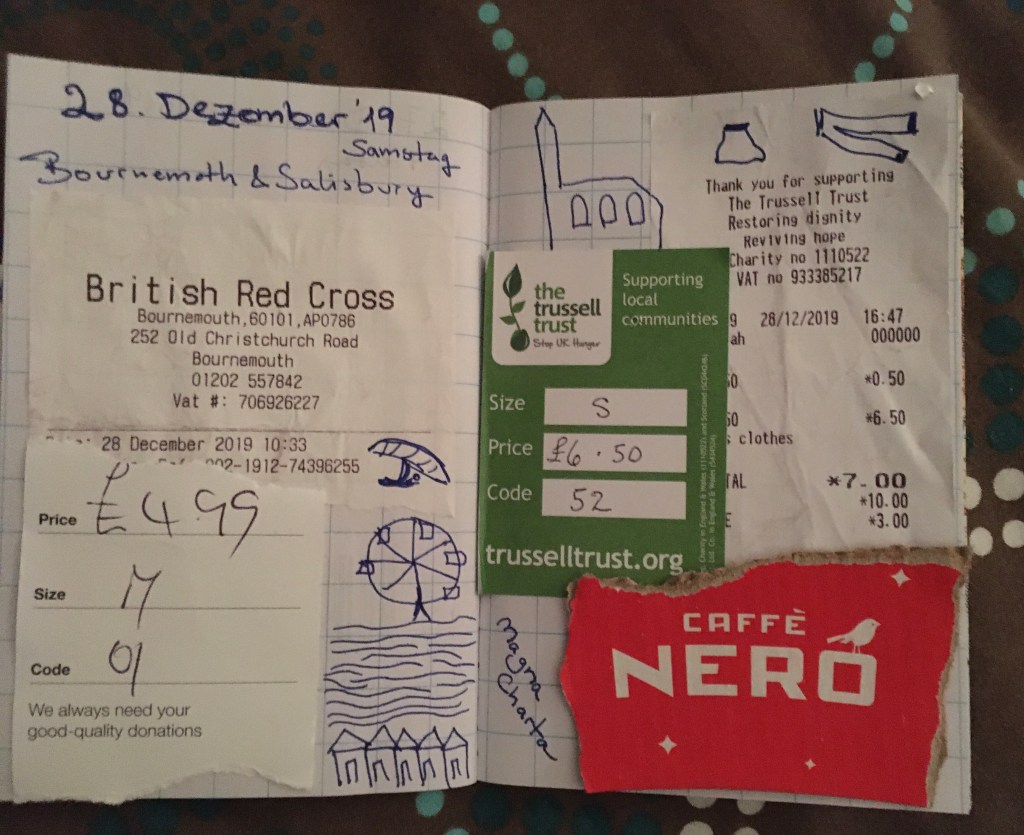 28. Dezember '19
Samstag
Bournemoth & Salisbury
British Red Cross
Bournemouth,60101,AP0786
252 Old Christchurch Road
Bournemouth
01202 557842
Vat #: 706926227
28 December 2019 10:33
002-1912-74396255
Price £4.99
Size M
Code 01
We always need your
good-quality donations
Thank you for supporting
The Trussell Trust
Restoring dignity
Reviving hope
Charity no 1110522
VAT no 933385217
28/12/2019 16:47
000000
*0.50
*6.50
clothes
*7.00
*10.00
*3.00
the
trussell
trust
Stop UK Hunger
Supporting
local
communities
Size S
Price £6.50
Code 52
trusselltrust.org
magna
Charta
CAFFÈ
NERO